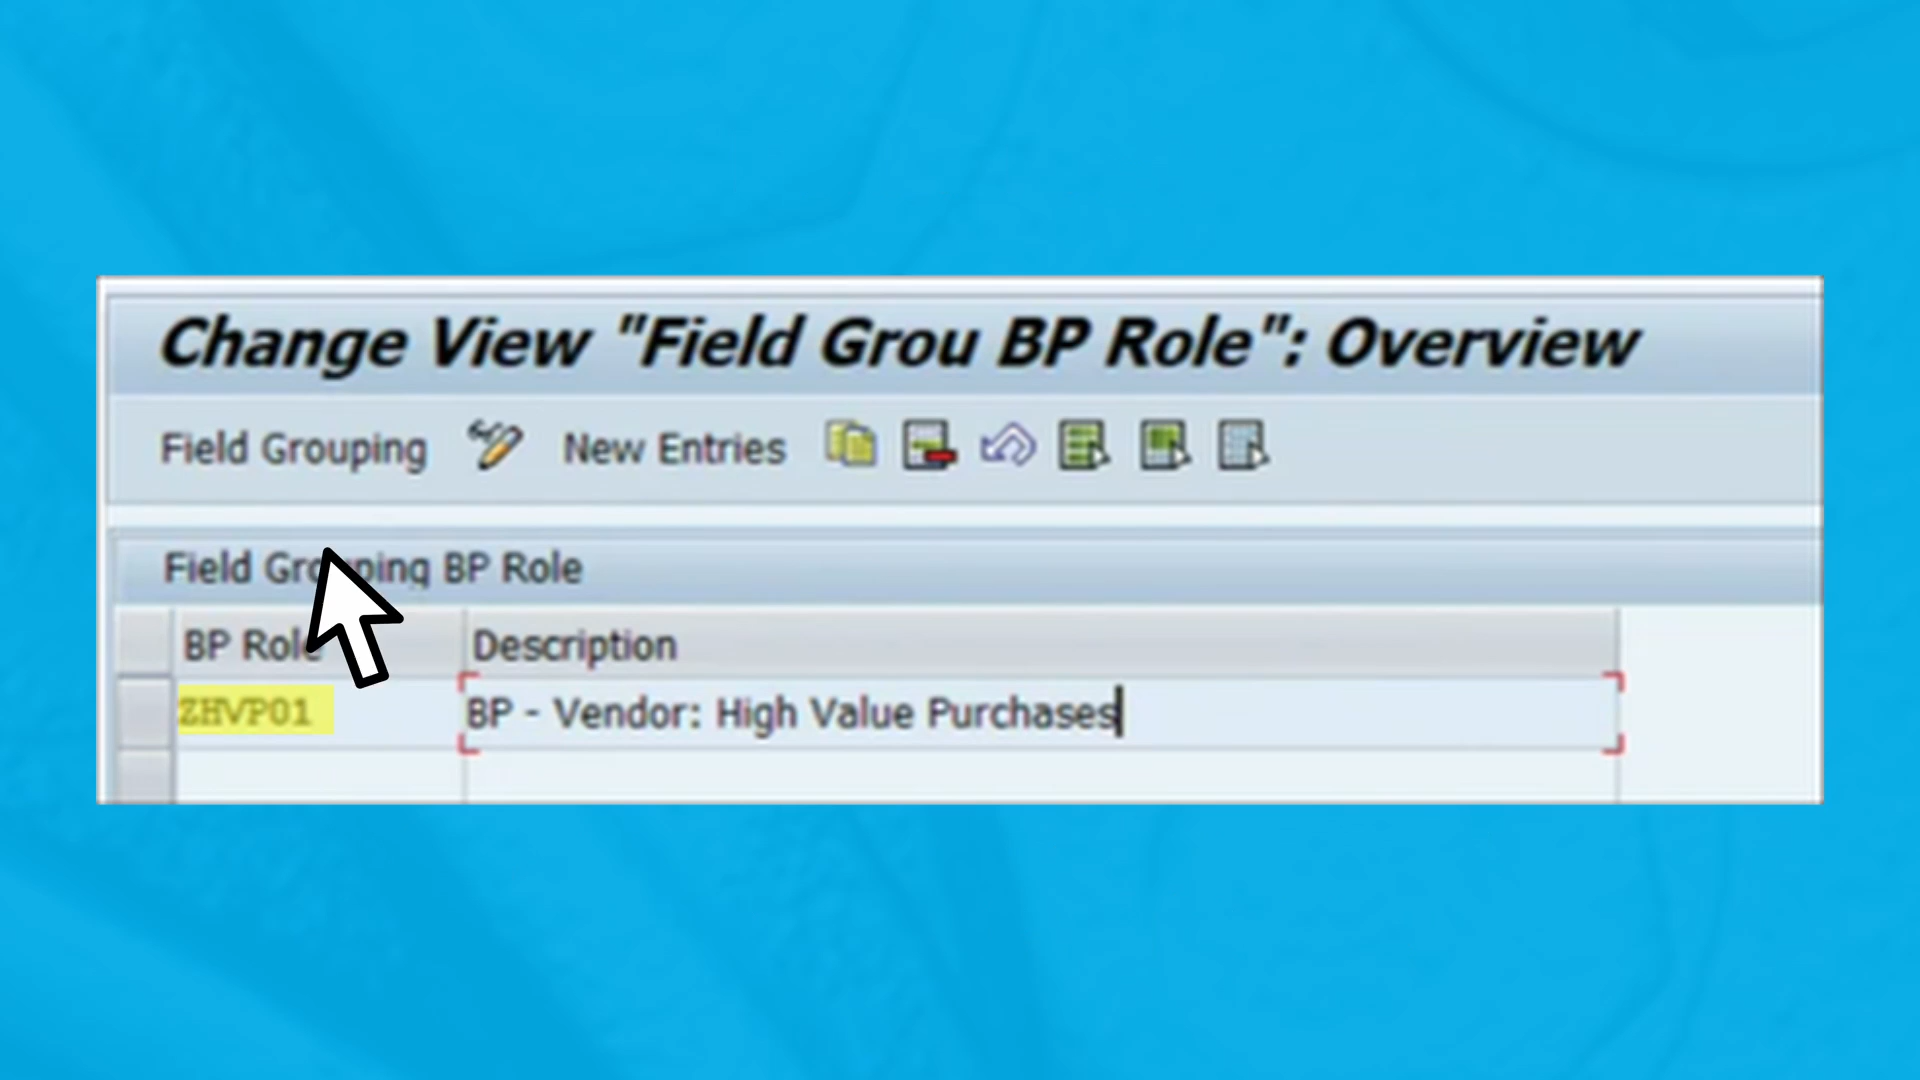 Change View "Field Grou BP Role": Overview
Field Grouping New Entries
Field Grouping BP Role
BP Role Description
ZHVP01 BP - Vendor: High Value Purchases